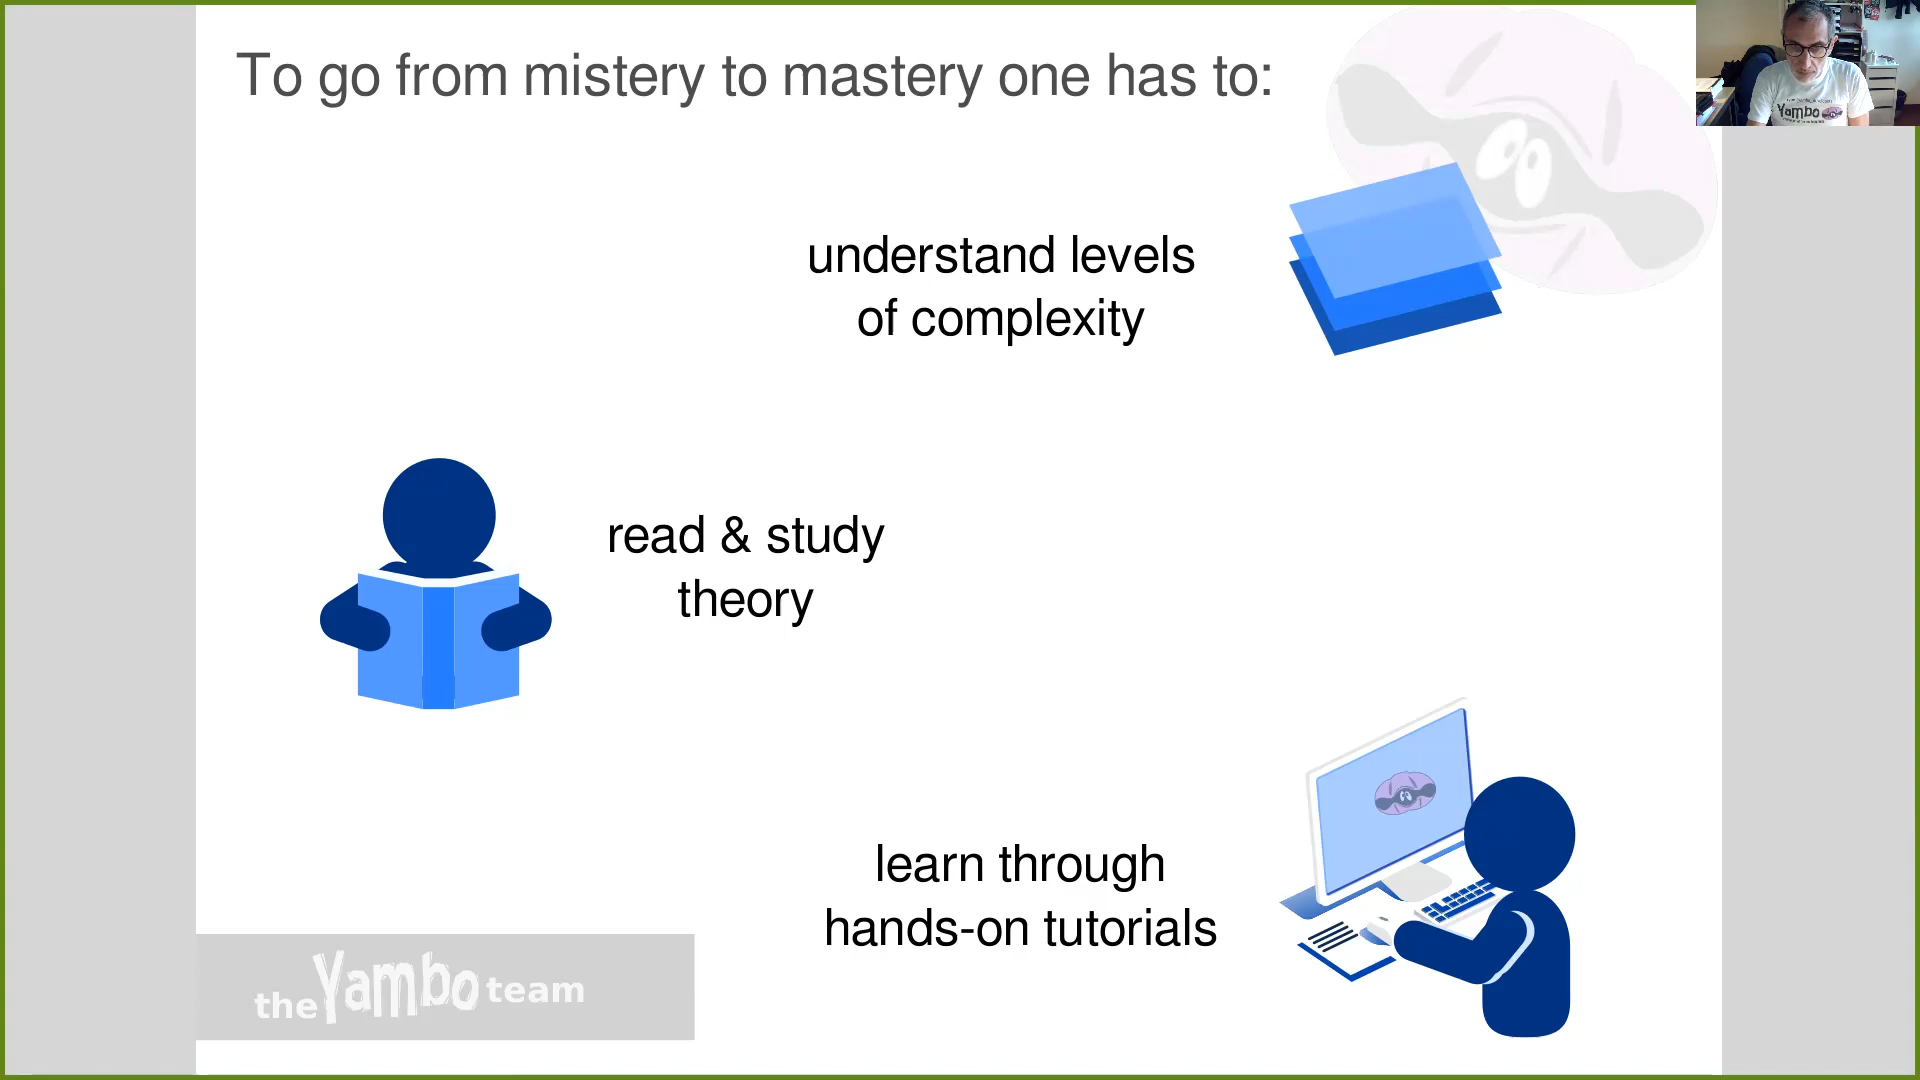 To go from mistery to mastery one has to:
understand levels
of complexity
read & study
theory
learn through
hands-on tutorials
the Yambo team
Yambo